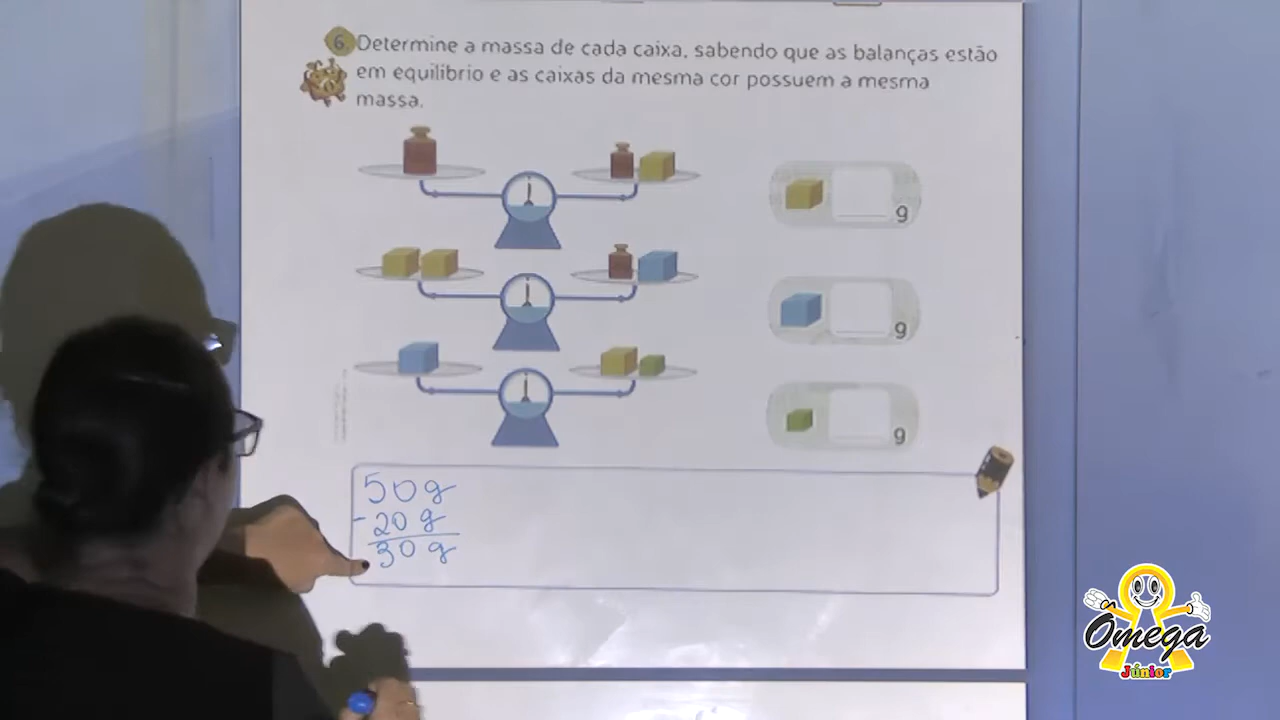 6. Determine a massa de cada caixa, sabendo que as balanças estão
em equilíbrio e as caixas da mesma cor possuem a mesma
massa.
g
g
g
50g
- 20 g
30 g
Ômega
Júnior